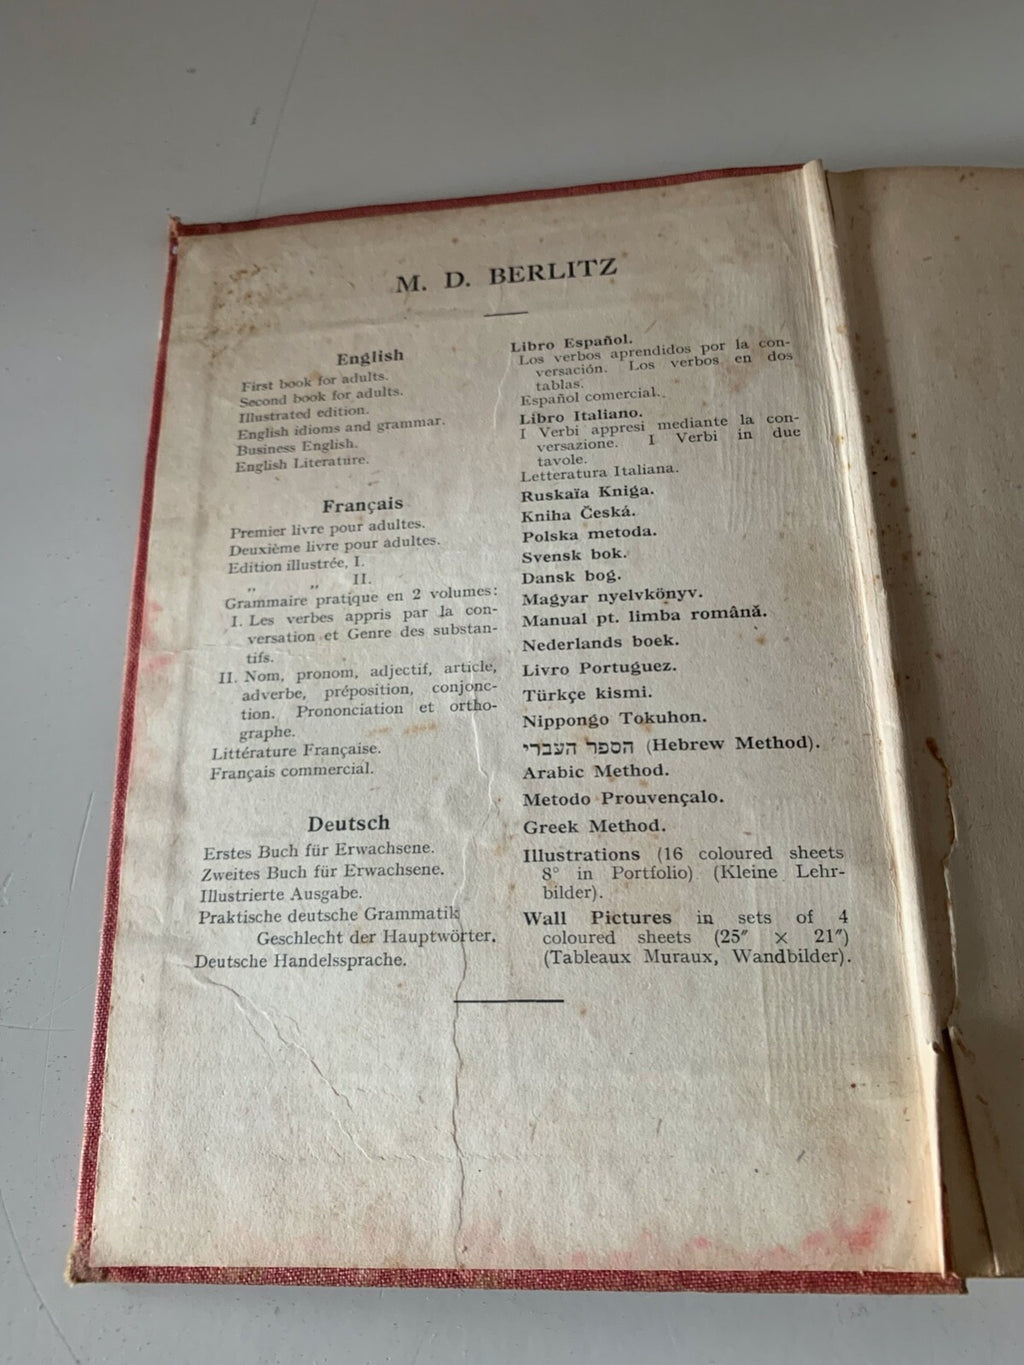 M. D. BERLITZ
English
First book for adults.
Second book for adults.
Illustrated edition.
English idioms and grammar.
Business English.
English Literature.
Français
Premier livre pour adultes.
Deuxième livre pour adultes.
Edition illustrée, I.
„ „ II.
Grammaire pratique en 2 volumes:
I. Les verbes appris par la con-
versation et Genre des substan-
tifs.
II. Nom, pronom, adjectif, article,
adverbe, préposition, conjonc-
tion. Prononciation et ortho-
graphe.
Littérature Française.
Français commercial.
Deutsch
Erstes Buch für Erwachsene.
Zweites Buch für Erwachsene.
Illustrierte Ausgabe.
Praktische deutsche Grammatik
Geschlecht der Hauptwörter.
Deutsche Handelssprache.
Libro Español.
Los verbos aprendidos por la con-
versación. Los verbos en dos
tablas.
Español comercial.
Libro Italiano.
I Verbi appresi mediante la con-
versazione. I Verbi in due
tavole.
Letteratura Italiana.
Ruskaïa Kniga.
Kniha Česká.
Polska metoda.
Svensk bok.
Dansk bog.
Magyar nyelvkönyv.
Manual pt. limba română.
Nederlands boek.
Livro Portuguez.
Türkçe kismi.
Nippongo Tokuhon.
הספר העברי (Hebrew Method).
Arabic Method.
Metodo Prouvençalo.
Greek Method.
Illustrations (16 coloured sheets
8° in Portfolio) (Kleine Lehr-
bilder).
Wall Pictures in sets of 4
coloured sheets (25″ × 21″)
(Tableaux Muraux, Wandbilder).